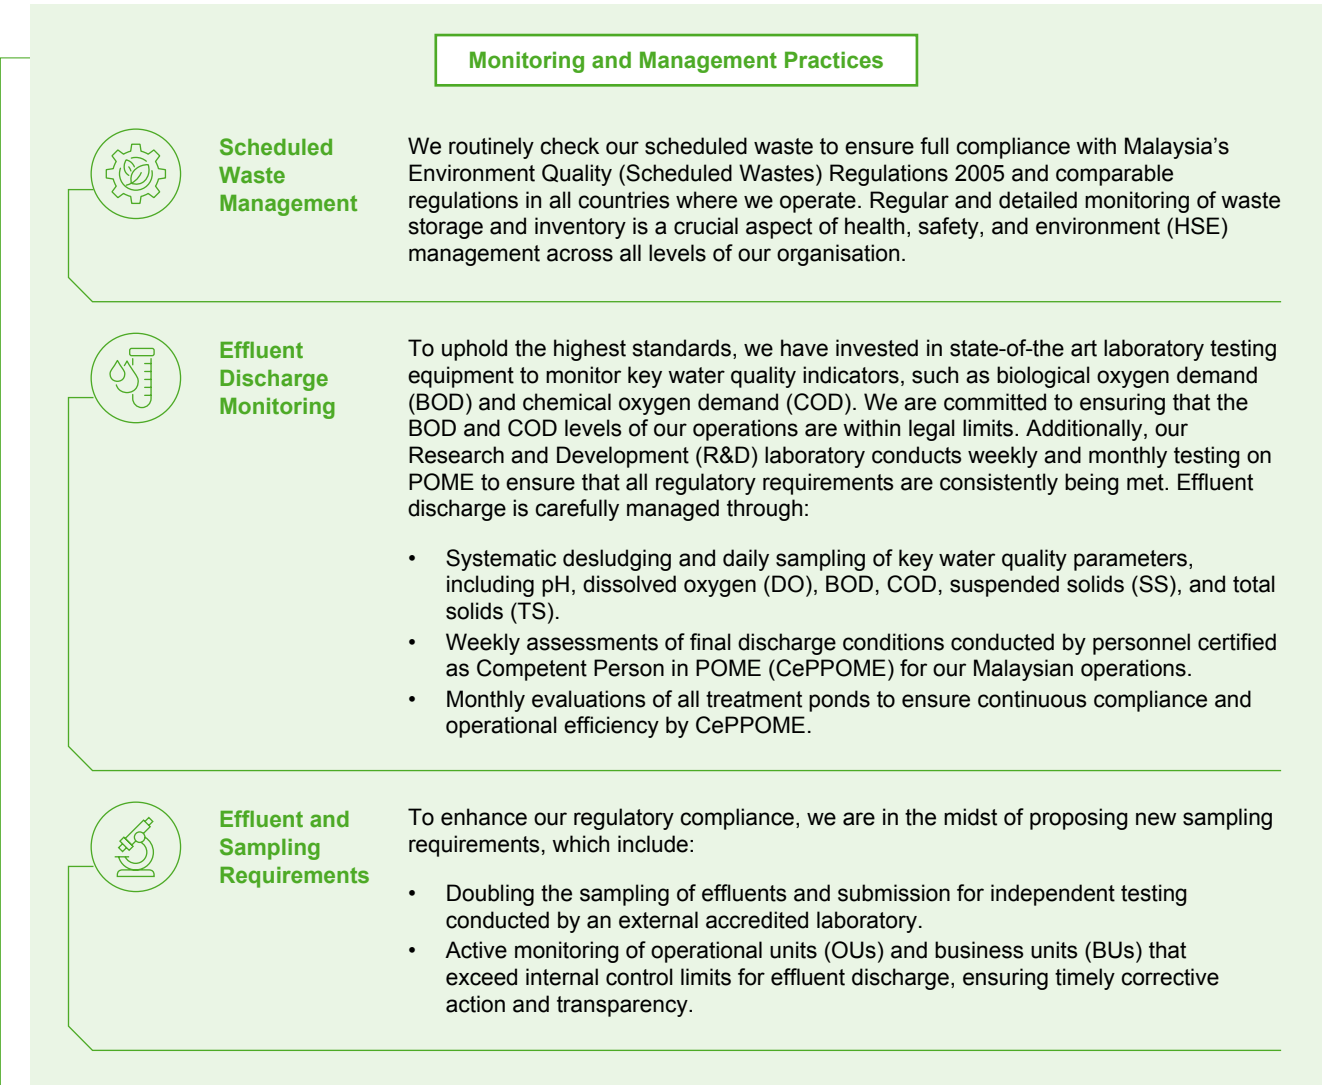 Monitoring and Management Practices
Scheduled
Waste
Management
We routinely check our scheduled waste to ensure full compliance with Malaysia’s
Environment Quality (Scheduled Wastes) Regulations 2005 and comparable
regulations in all countries where we operate. Regular and detailed monitoring of waste
storage and inventory is a crucial aspect of health, safety, and environment (HSE)
management across all levels of our organisation.
Effluent
Discharge
Monitoring
To uphold the highest standards, we have invested in state-of-the art laboratory testing
equipment to monitor key water quality indicators, such as biological oxygen demand
(BOD) and chemical oxygen demand (COD). We are committed to ensuring that the
BOD and COD levels of our operations are within legal limits. Additionally, our
Research and Development (R&D) laboratory conducts weekly and monthly testing on
POME to ensure that all regulatory requirements are consistently being met. Effluent
discharge is carefully managed through:
• Systematic desludging and daily sampling of key water quality parameters,
including pH, dissolved oxygen (DO), BOD, COD, suspended solids (SS), and total
solids (TS).
• Weekly assessments of final discharge conditions conducted by personnel certified
as Competent Person in POME (CePPOME) for our Malaysian operations.
• Monthly evaluations of all treatment ponds to ensure continuous compliance and
operational efficiency by CePPOME.
Effluent and
Sampling
Requirements
To enhance our regulatory compliance, we are in the midst of proposing new sampling
requirements, which include:
• Doubling the sampling of effluents and submission for independent testing
conducted by an external accredited laboratory.
• Active monitoring of operational units (OUs) and business units (BUs) that
exceed internal control limits for effluent discharge, ensuring timely corrective
action and transparency.